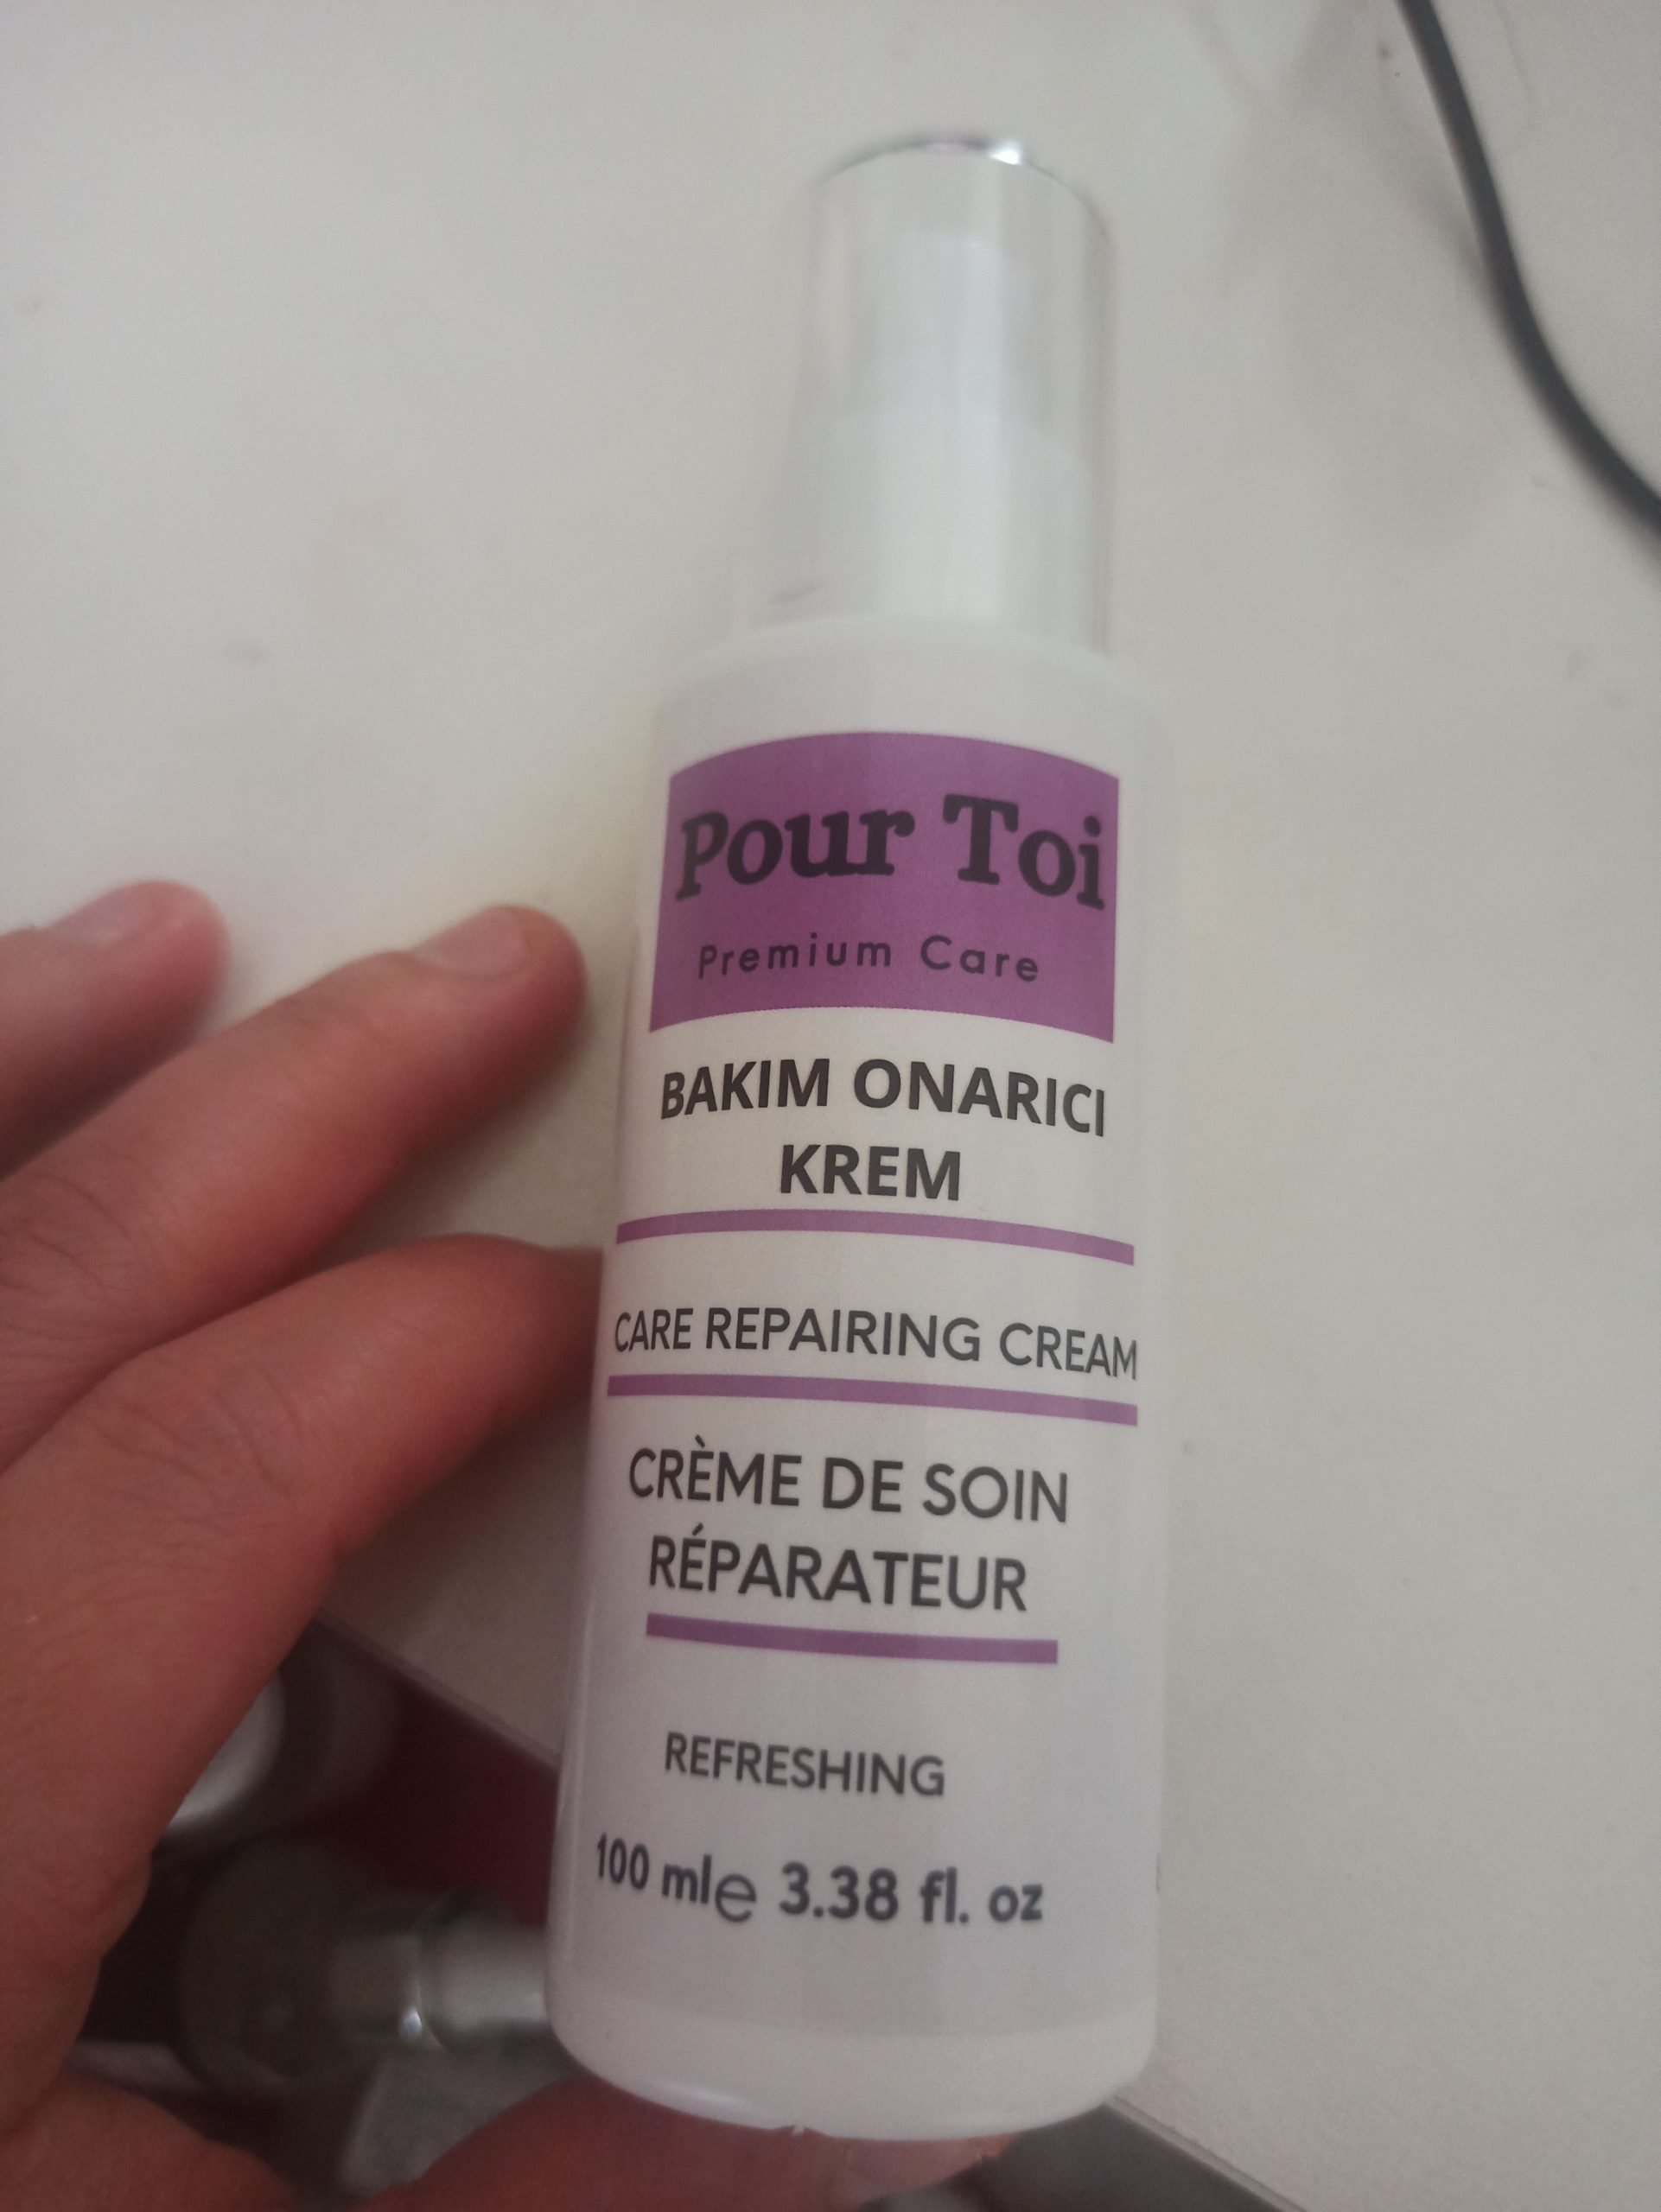 Pour Toi
Premium Care
BAKIM ONARICI
KREM
CARE REPAIRING CREAM
CRÈME DE SOIN
RÉPARATEUR
REFRESHING
100 ml℮ 3.38 fl. oz